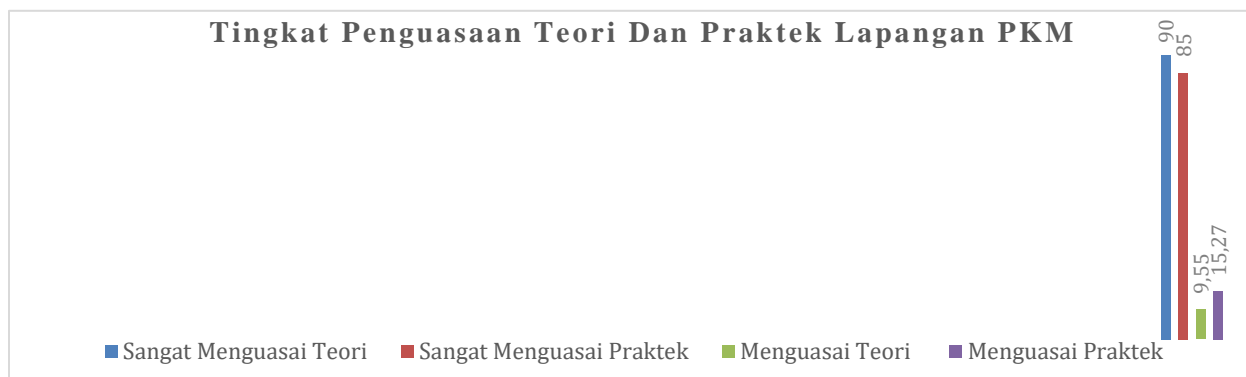 Tingkat Penguasaan Teori Dan Praktek Lapangan PKM
90
85
9,55
15,27
Sangat Menguasai Teori
Sangat Menguasai Praktek
Menguasai Teori
Menguasai Praktek